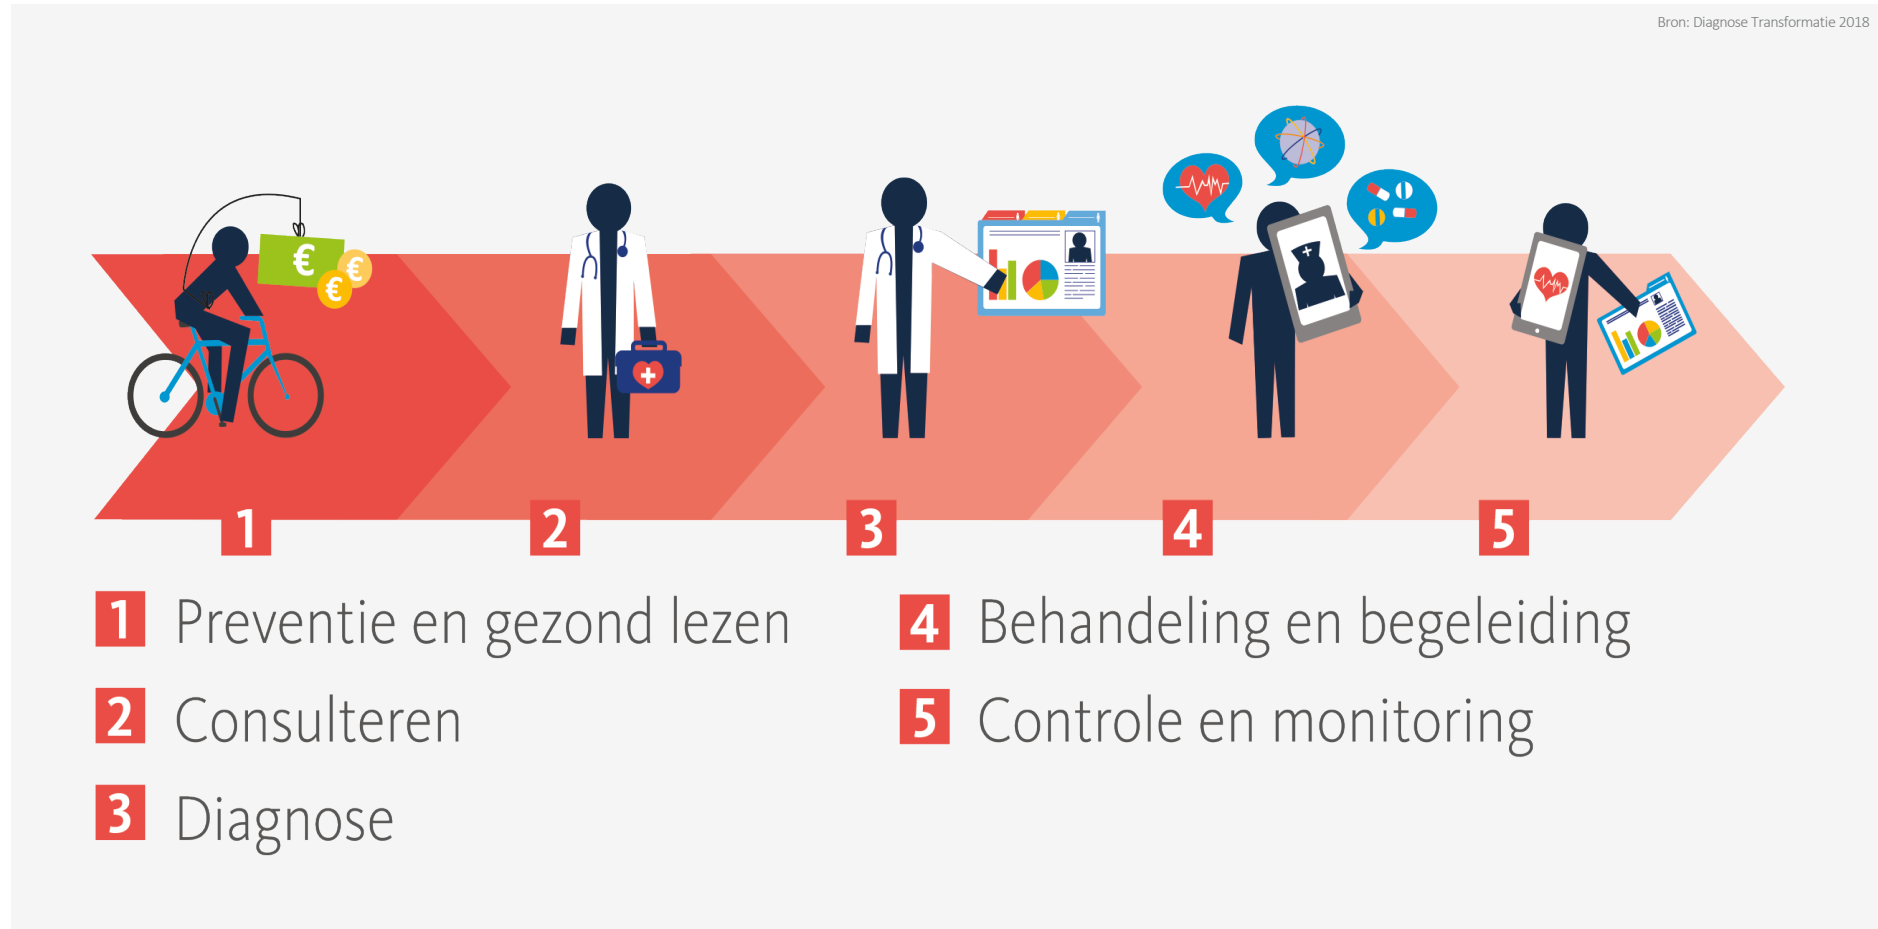 Bron: Diagnose Transformatie 2018
€
€
€
1
2
3
4
5
1 Preventie en gezond lezen
2 Consulteren
3 Diagnose
4 Behandeling en begeleiding
5 Controle en monitoring